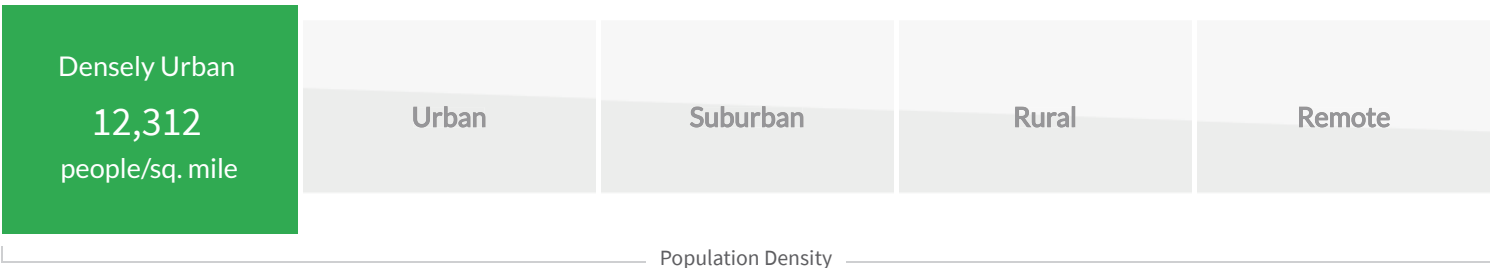 Densely Urban
12,312
people/sq. mile
Urban
Suburban
Rural
Remote
Population Density